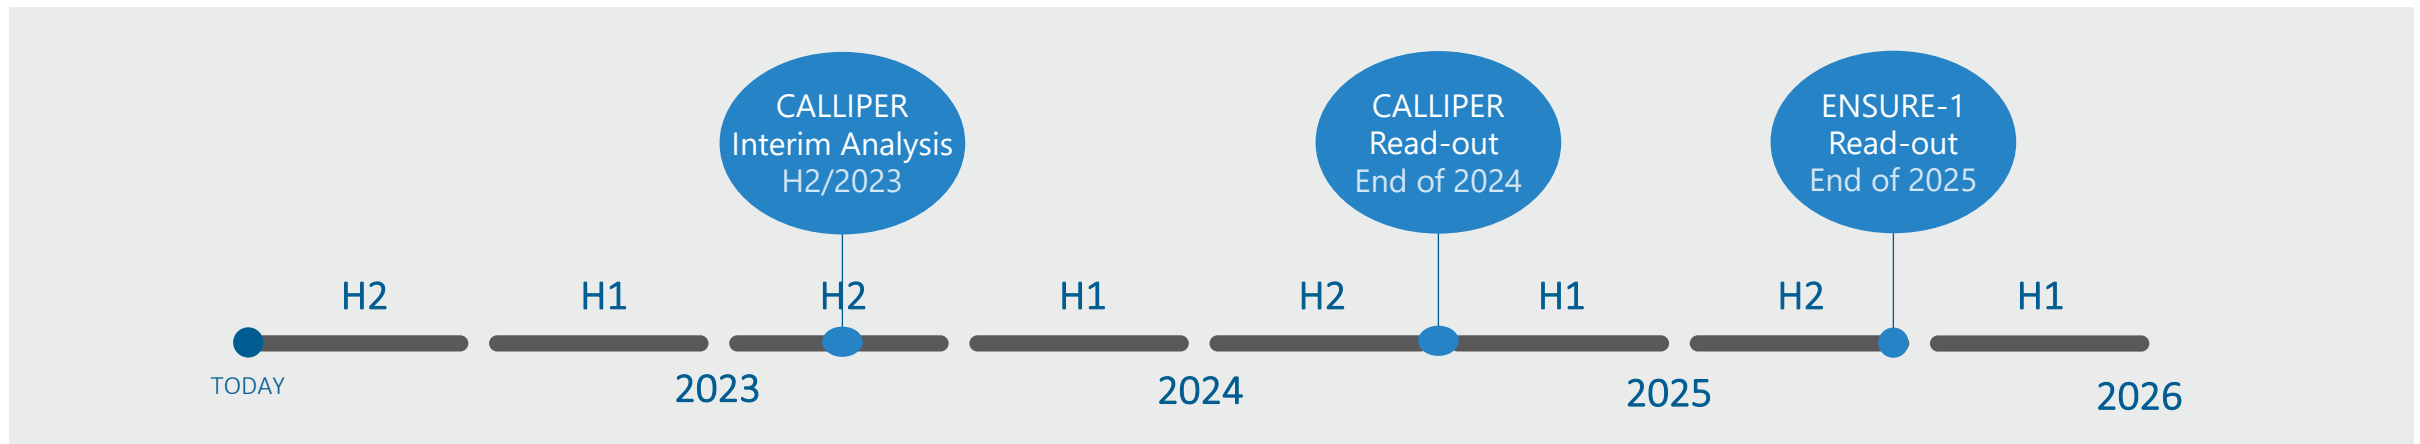 CALLIPER
Interim Analysis
H2/2023
CALLIPER
Read-out
End of 2024
ENSURE-1
Read-out
End of 2025
H2 H1 H2 H1 H2 H1 H2 H1
TODAY
2023 2024 2025 2026